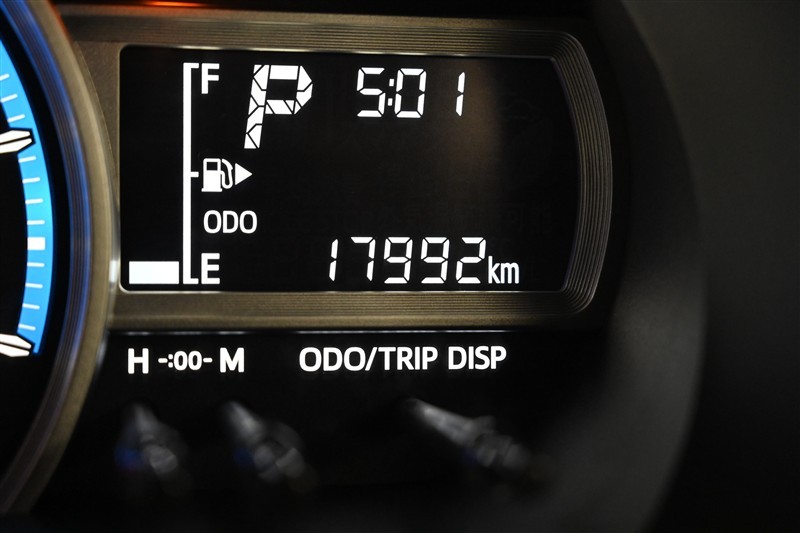 F P 5:01
ODO
E 17992km
H -:00- M ODO/TRIP DISP